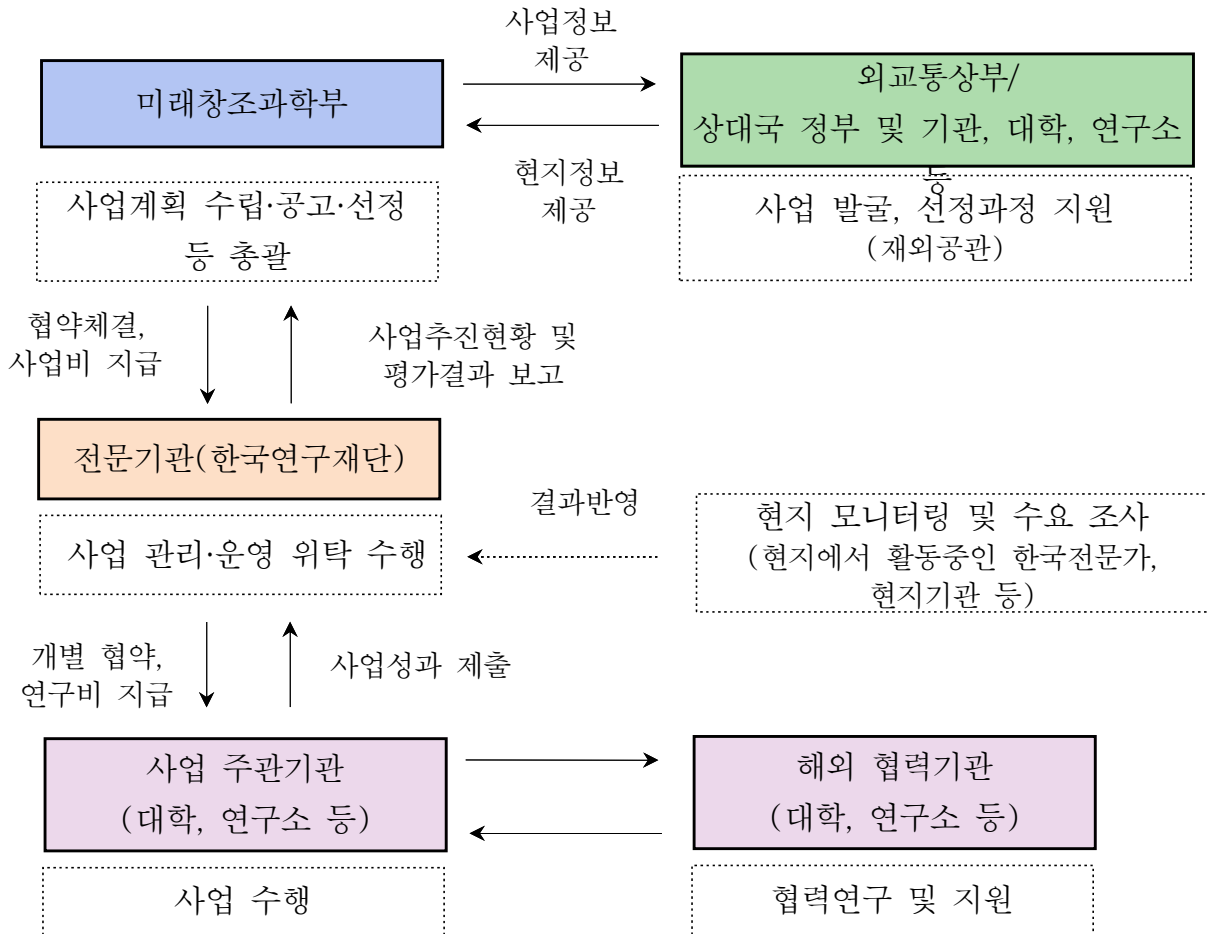 사업정보
제공
미래창조과학부
외교통상부/
상대국 정부 및 기관, 대학, 연구소
등
현지정보
제공
사업계획 수립·공고·선정
등 총괄
사업 발굴, 선정과정 지원
(재외공관)
협약체결,
사업비 지급
사업추진현황 및
평가결과 보고
전문기관(한국연구재단)
사업 관리·운영 위탁 수행
결과반영
현지 모니터링 및 수요 조사
(현지에서 활동중인 한국전문가,
현지기관 등)
개별 협약,
연구비 지급
사업성과 제출
사업 주관기관
(대학, 연구소 등)
해외 협력기관
(대학, 연구소 등)
사업 수행
협력연구 및 지원